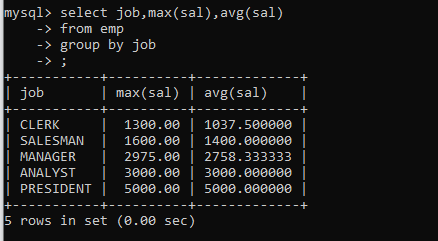 mysql> select job,max(sal),avg(sal)
    -> from emp
    -> group by job
    -> ;
+-----------+----------+-------------+
| job       | max(sal) | avg(sal)    |
+-----------+----------+-------------+
| CLERK     |  1300.00 | 1037.500000 |
| SALESMAN  |  1600.00 | 1400.000000 |
| MANAGER   |  2975.00 | 2758.333333 |
| ANALYST   |  3000.00 | 3000.000000 |
| PRESIDENT |  5000.00 | 5000.000000 |
+-----------+----------+-------------+
5 rows in set (0.00 sec)